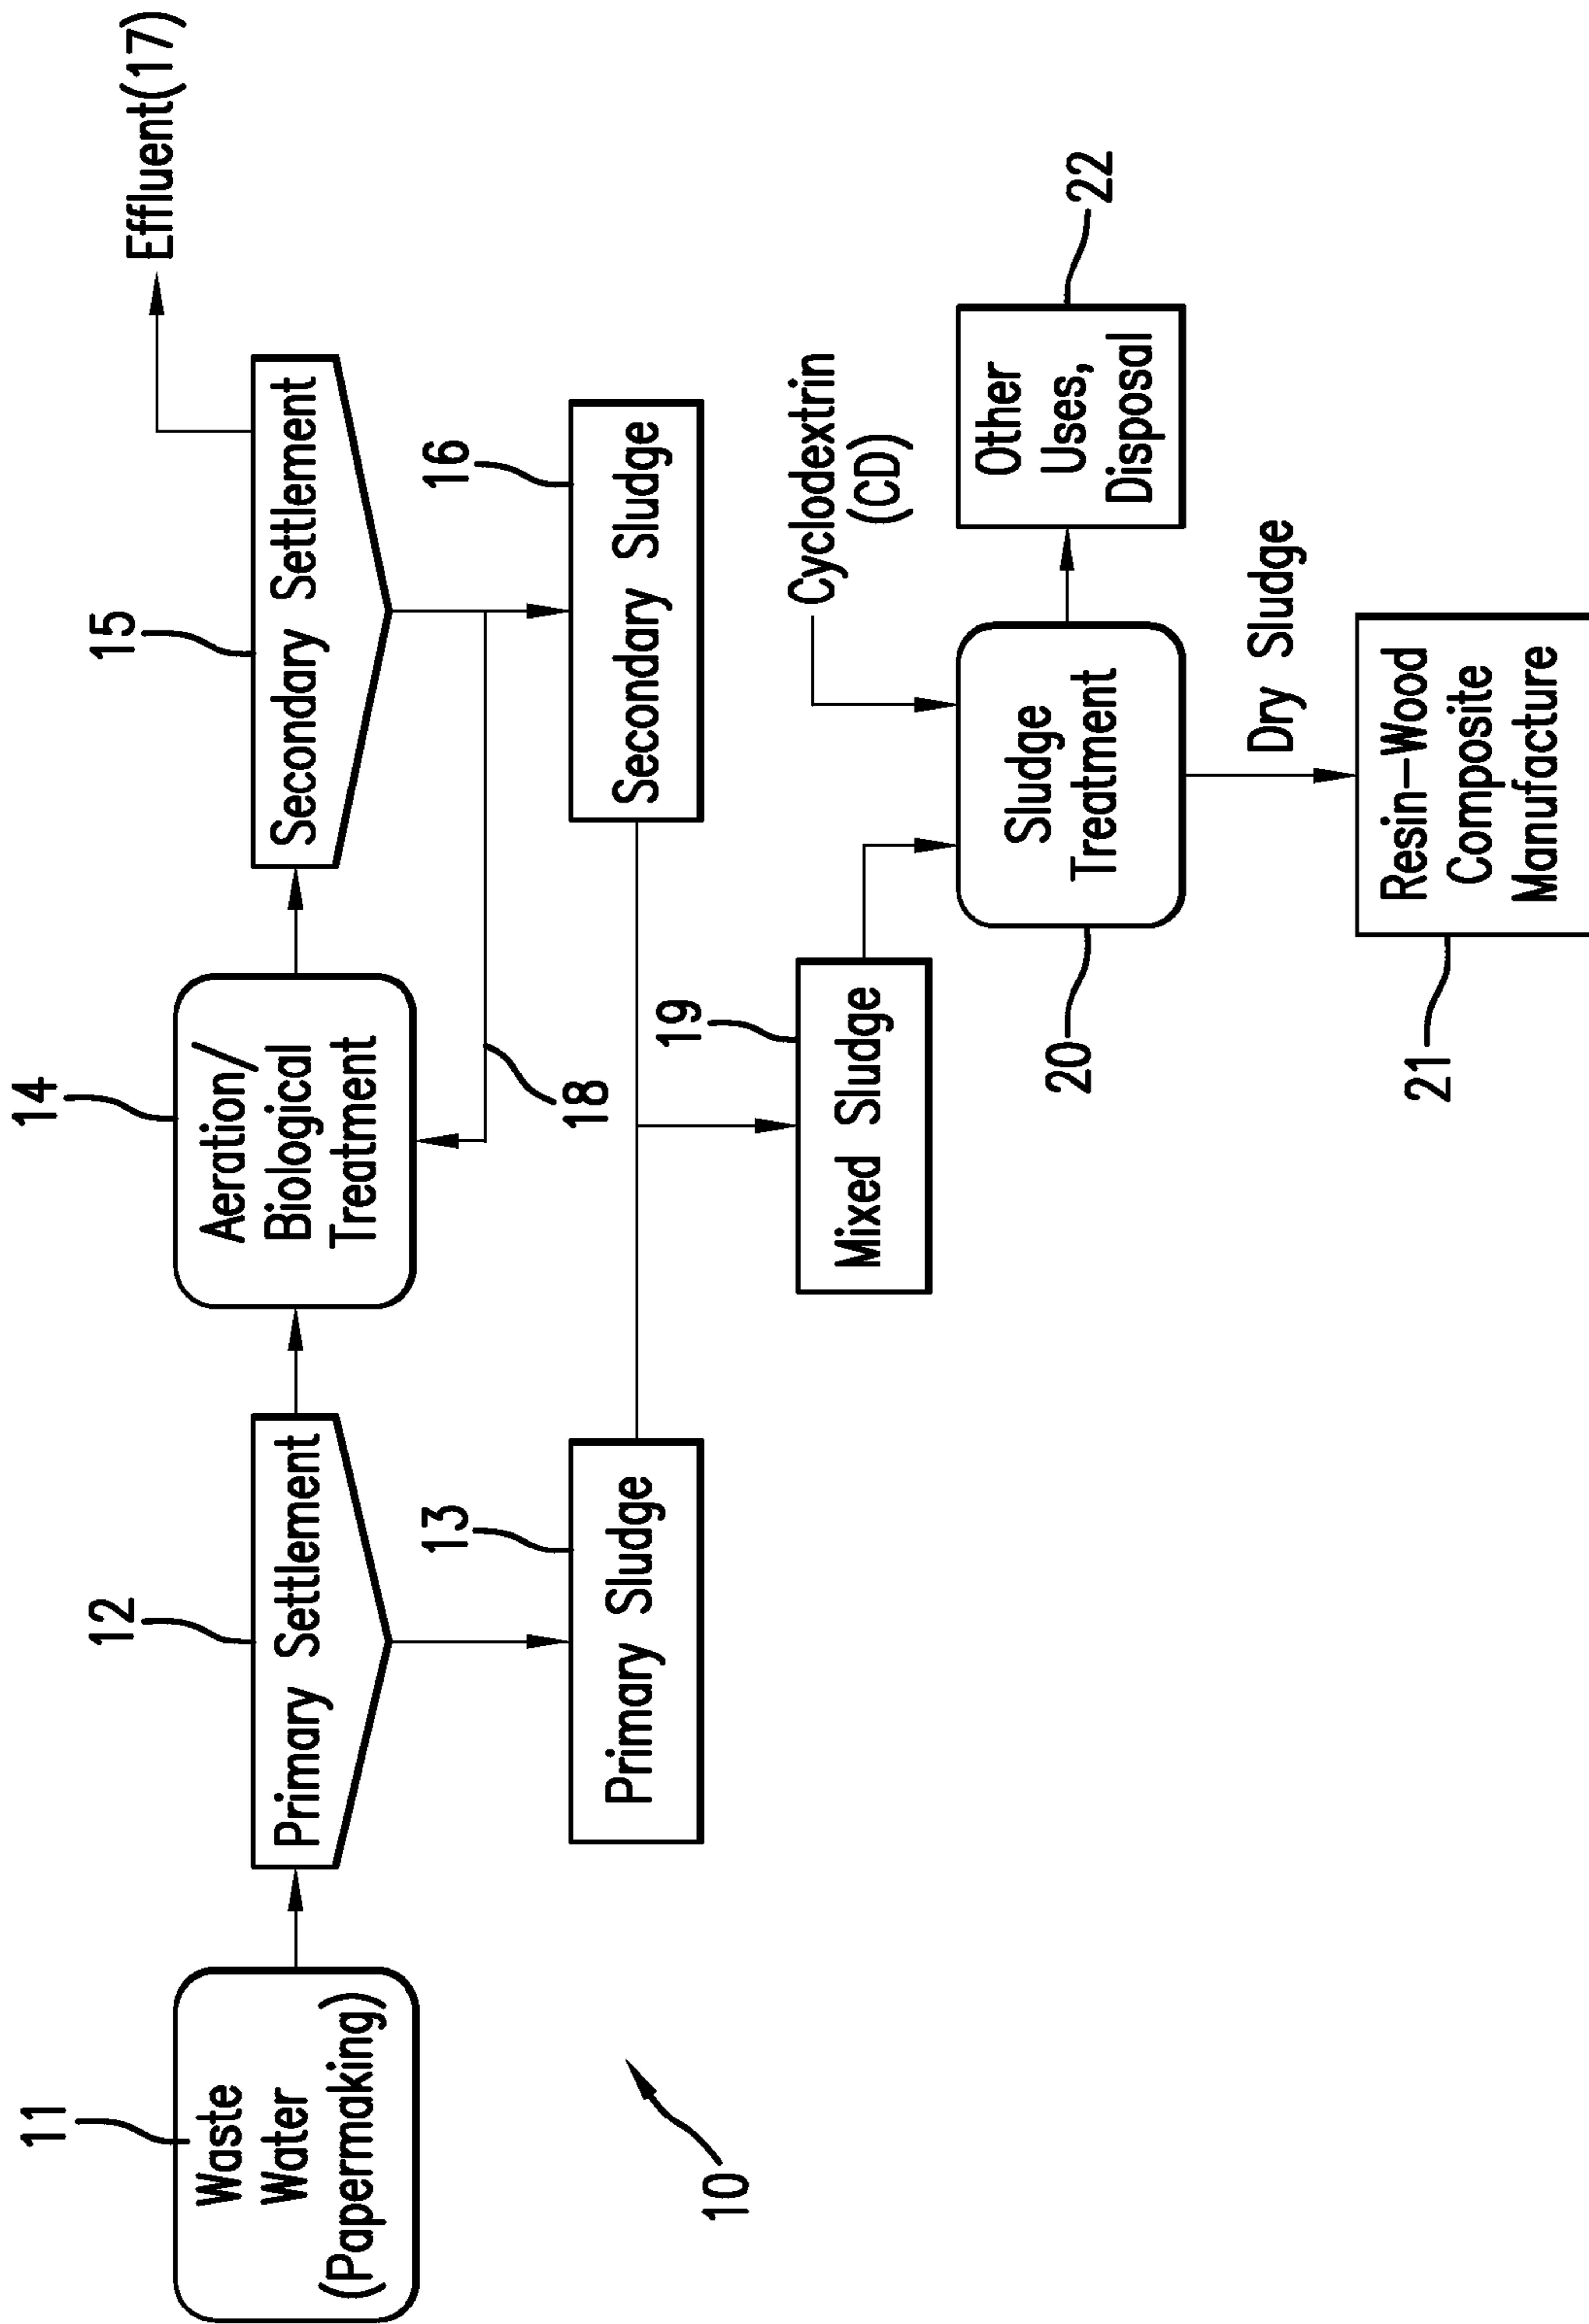 Effluent(17)
14
15
12
11
Waste
Water
(Papermaking)
Primary Settlement
Aeration/
Biological
Treatment
Secondary Settlement
13
18
16
Primary Sludge
Secondary Sludge
10
19
Mixed Sludge
Cyclodextrin
(CD)
20
Sludge
Treatment
22
Other
Uses,
Disposal
Dry Sludge
21
Resin-Wood
Composite
Manufacture